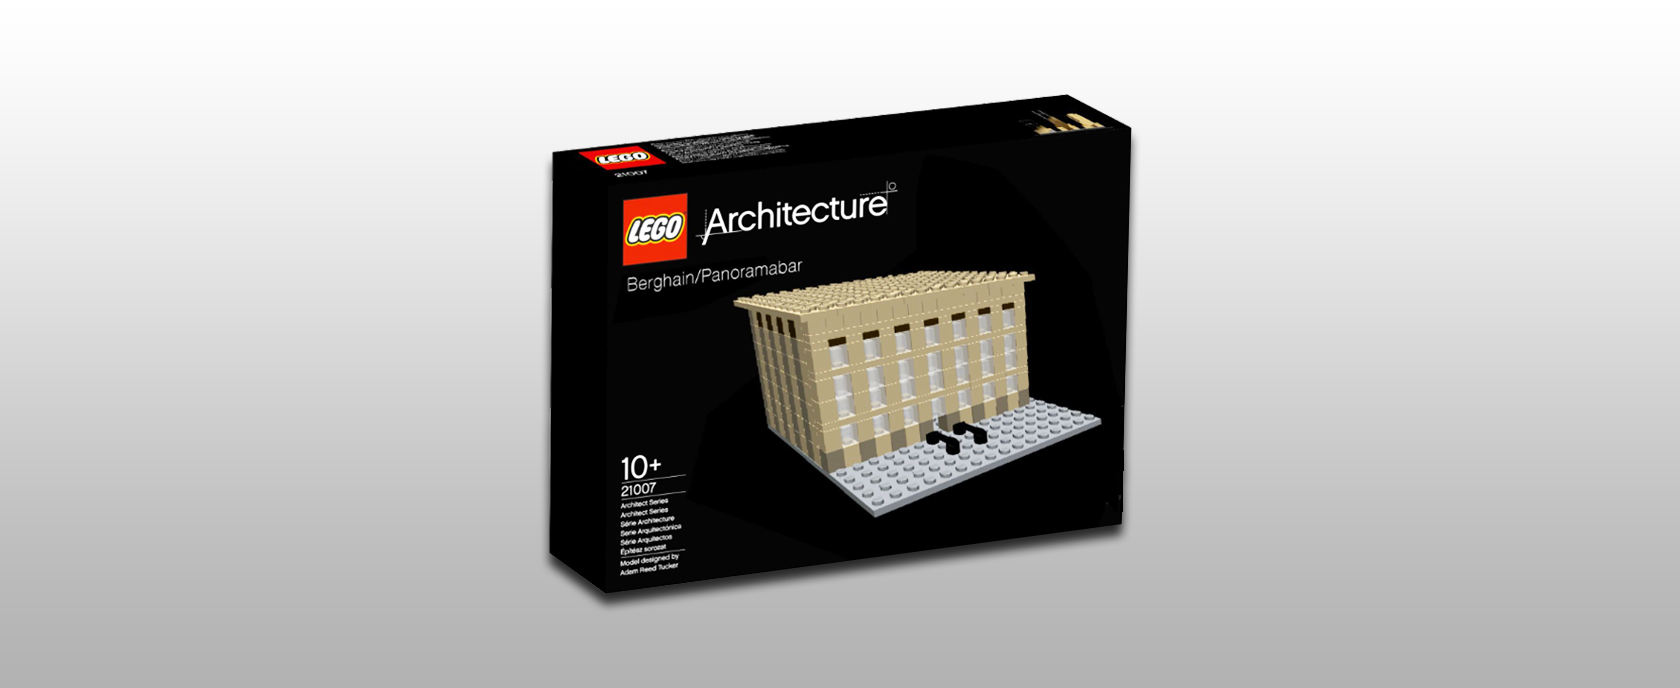 LEGO
21007
LEGO Architecture
Berghain/Panoramabar
10+
21007
Architect Series
Architect Series
Série Architecture
Serie Arquitectónica
Série Arquitectos
Építész sorozat
Model designed by
Adam Reed Tucker